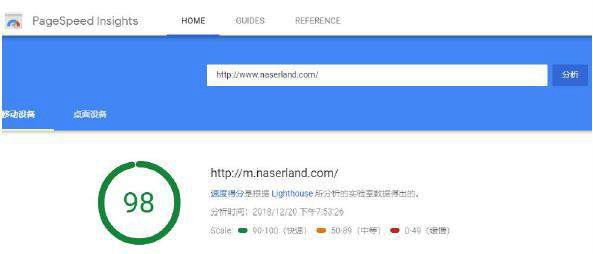 PageSpeed Insights HOME GUIDES REFERENCE
http://www.naserland.com/ 分析
移动设备 桌面设备
http://m.naserland.com/
98
速度得分是根据 Lighthouse 所分析的实验室数据得出的。
分析时间：2018/12/20 下午7:53:26
Scale: 90-100（快速） 50-89（中等） 0-49（缓慢）